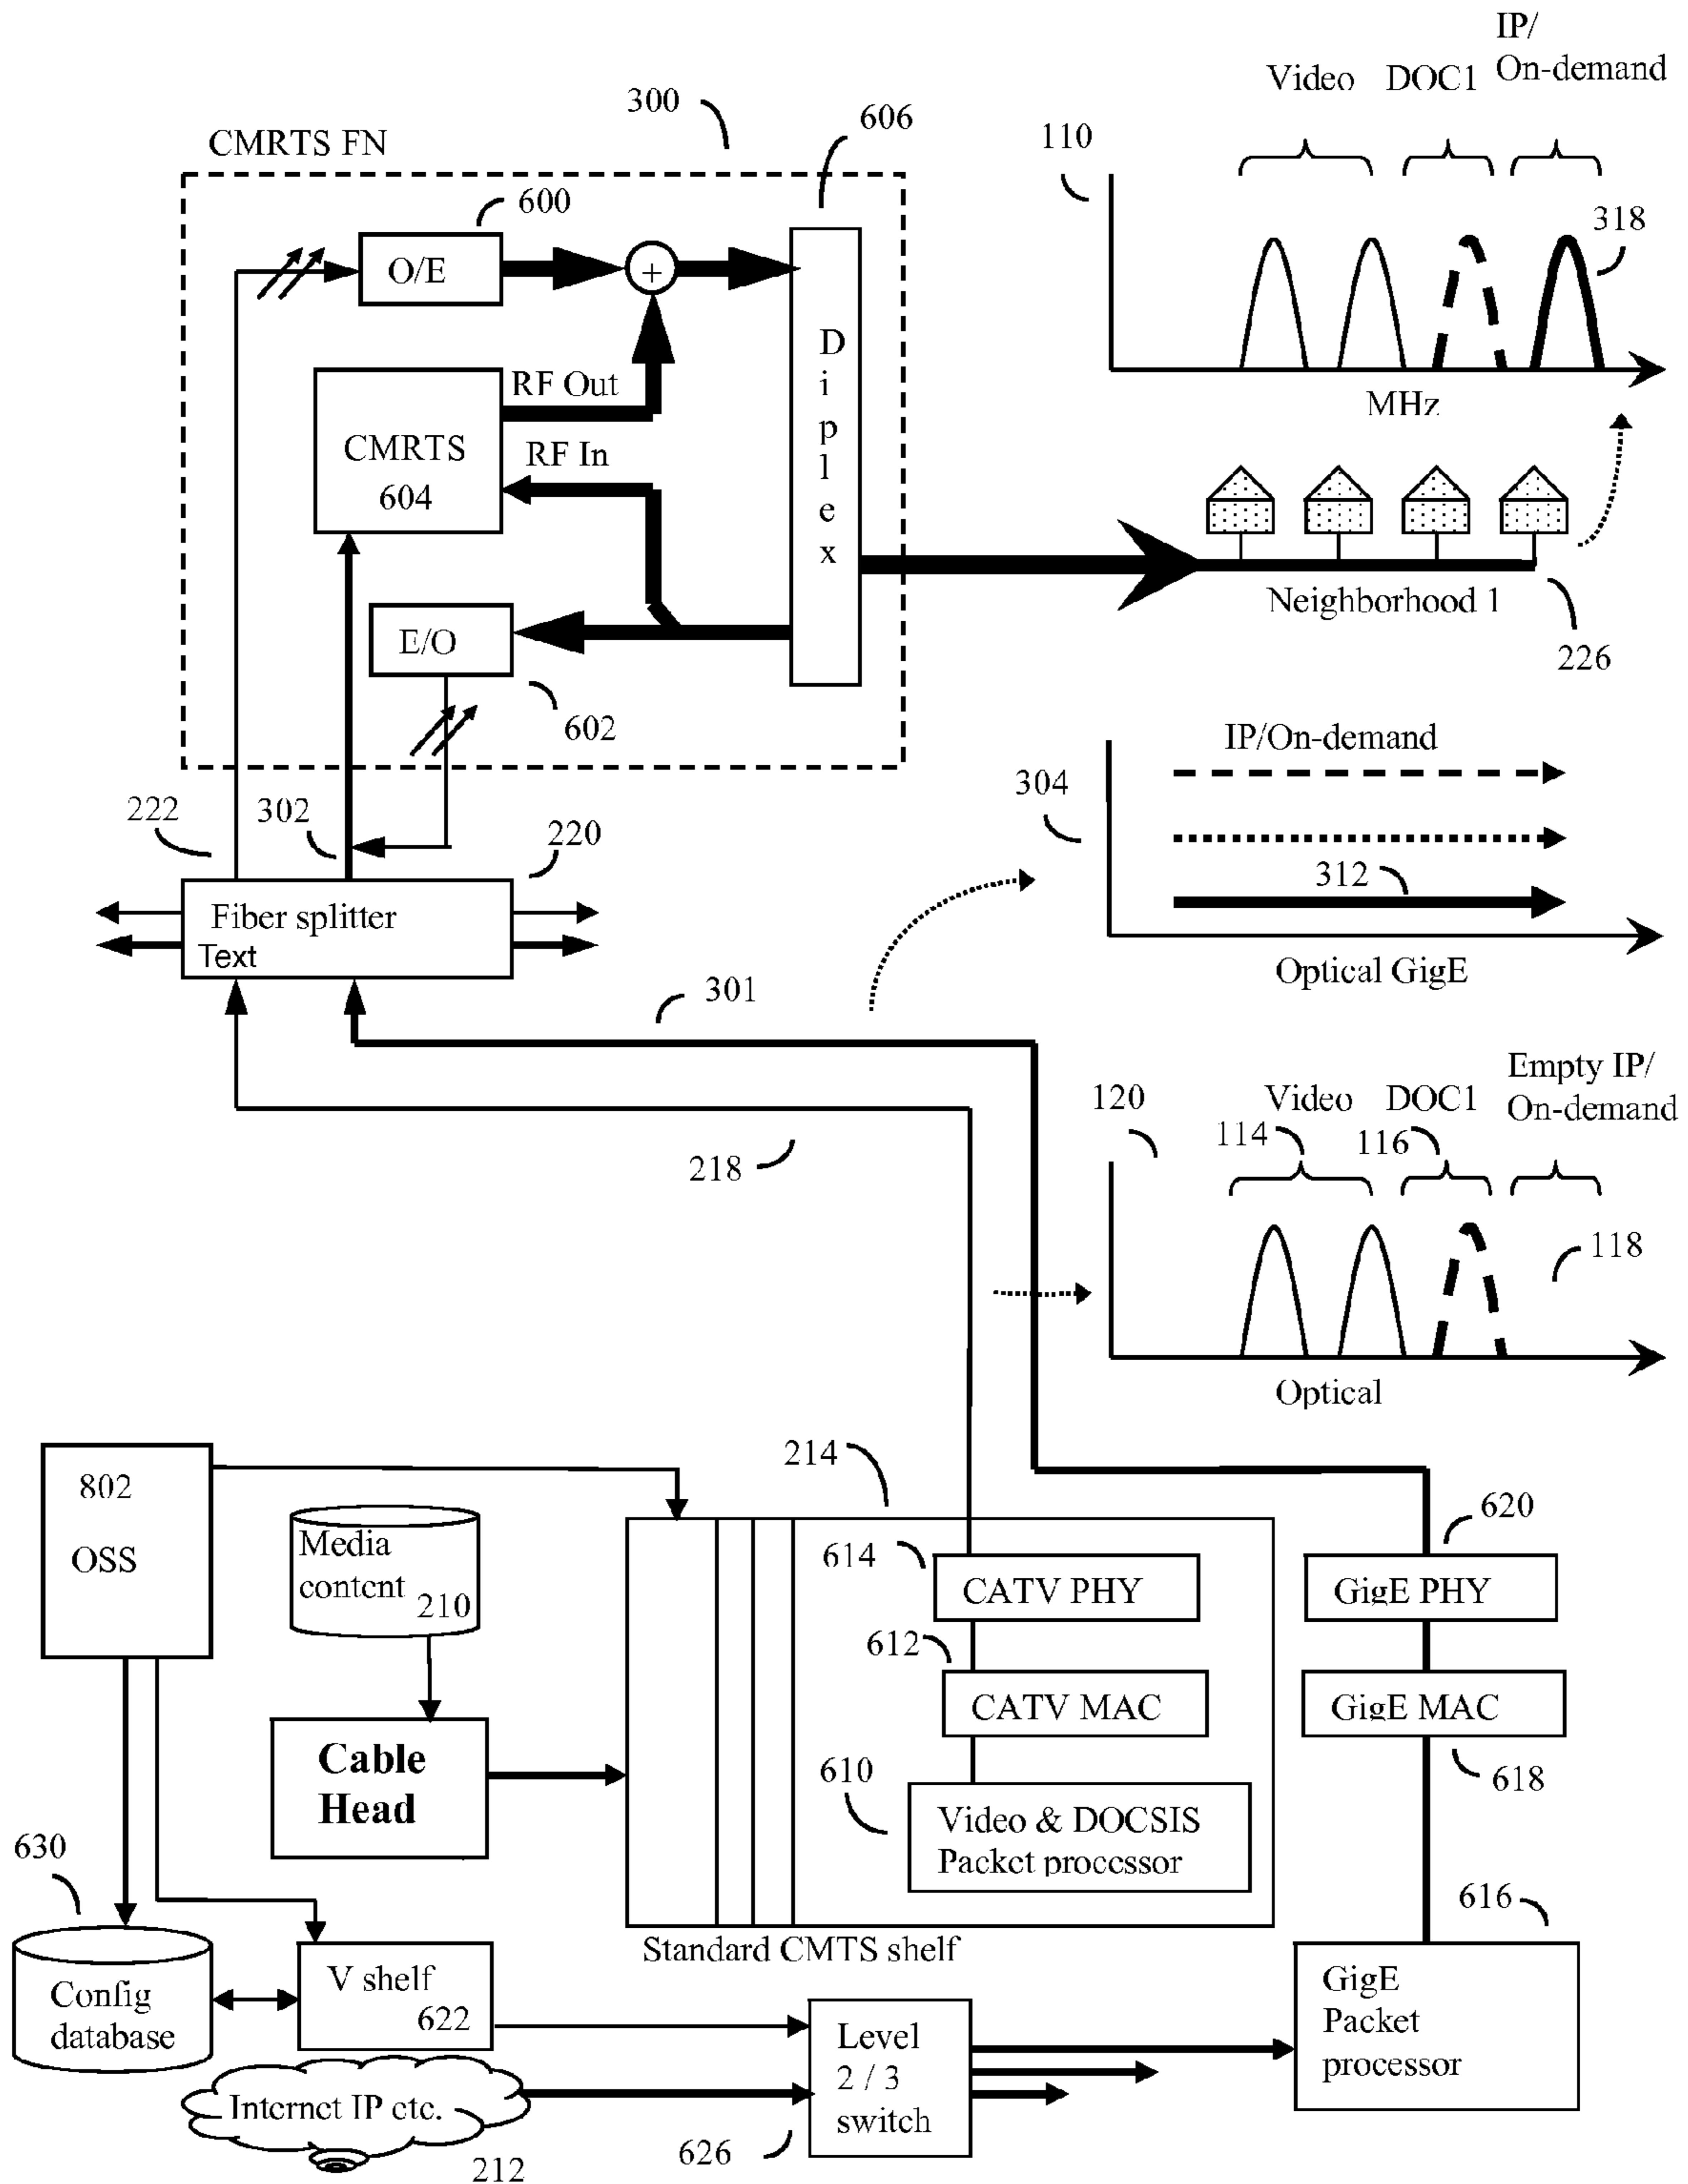 IP/
On-demand
Video
DOC1
300
606
110
CMRTS FN
600
318
O/E
+
RF Out
Diplex
MHz
CMRTS
604
RF In
E/O
Neighborhood 1
602
226
IP/On-demand
222
302
220
304
312
Fiber splitter
Text
Optical GigE
301
Empty IP/
On-demand
120
Video
DOC1
114
116
218
118
Optical
214
802
OSS
620
Media
content
210
614
CATV PHY
GigE PHY
612
CATV MAC
GigE MAC
Cable
Head
610
618
Video & DOCSIS
Packet processor
630
616
Standard CMTS shelf
V shelf
622
Config
database
GigE
Packet
processor
Level
2 / 3
switch
Internet IP etc.
626
212